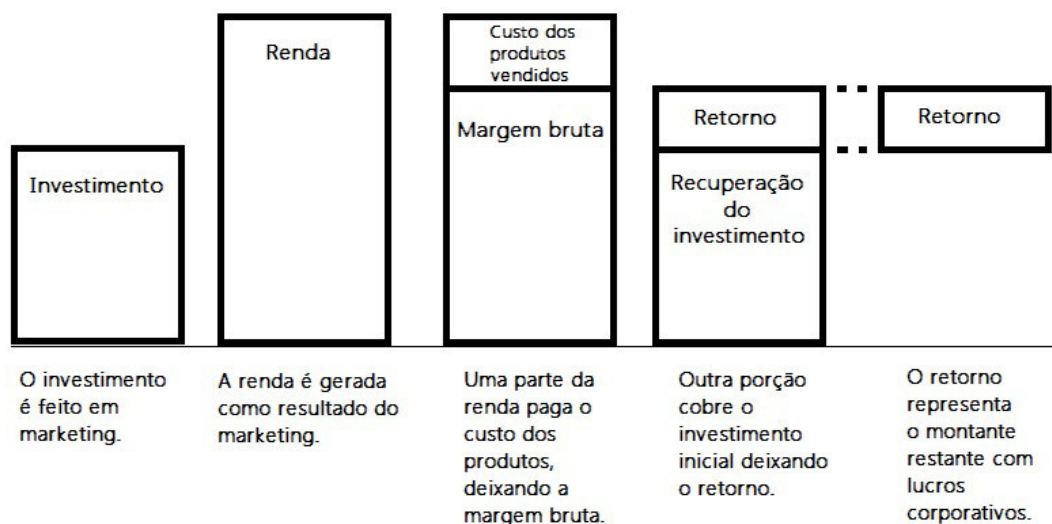 Investimento
Renda
Custo dos
produtos
vendidos
Margem bruta
Retorno
Recuperação
do
investimento
Retorno
O investimento
é feito em
marketing.
A renda é gerada
como resultado do
marketing.
Uma parte da
renda paga o
custo dos
produtos,
deixando a
margem bruta.
Outra porção
cobre o
investimento
inicial deixando
o retorno.
O retorno
representa
o montante
restante com
lucros
corporativos.